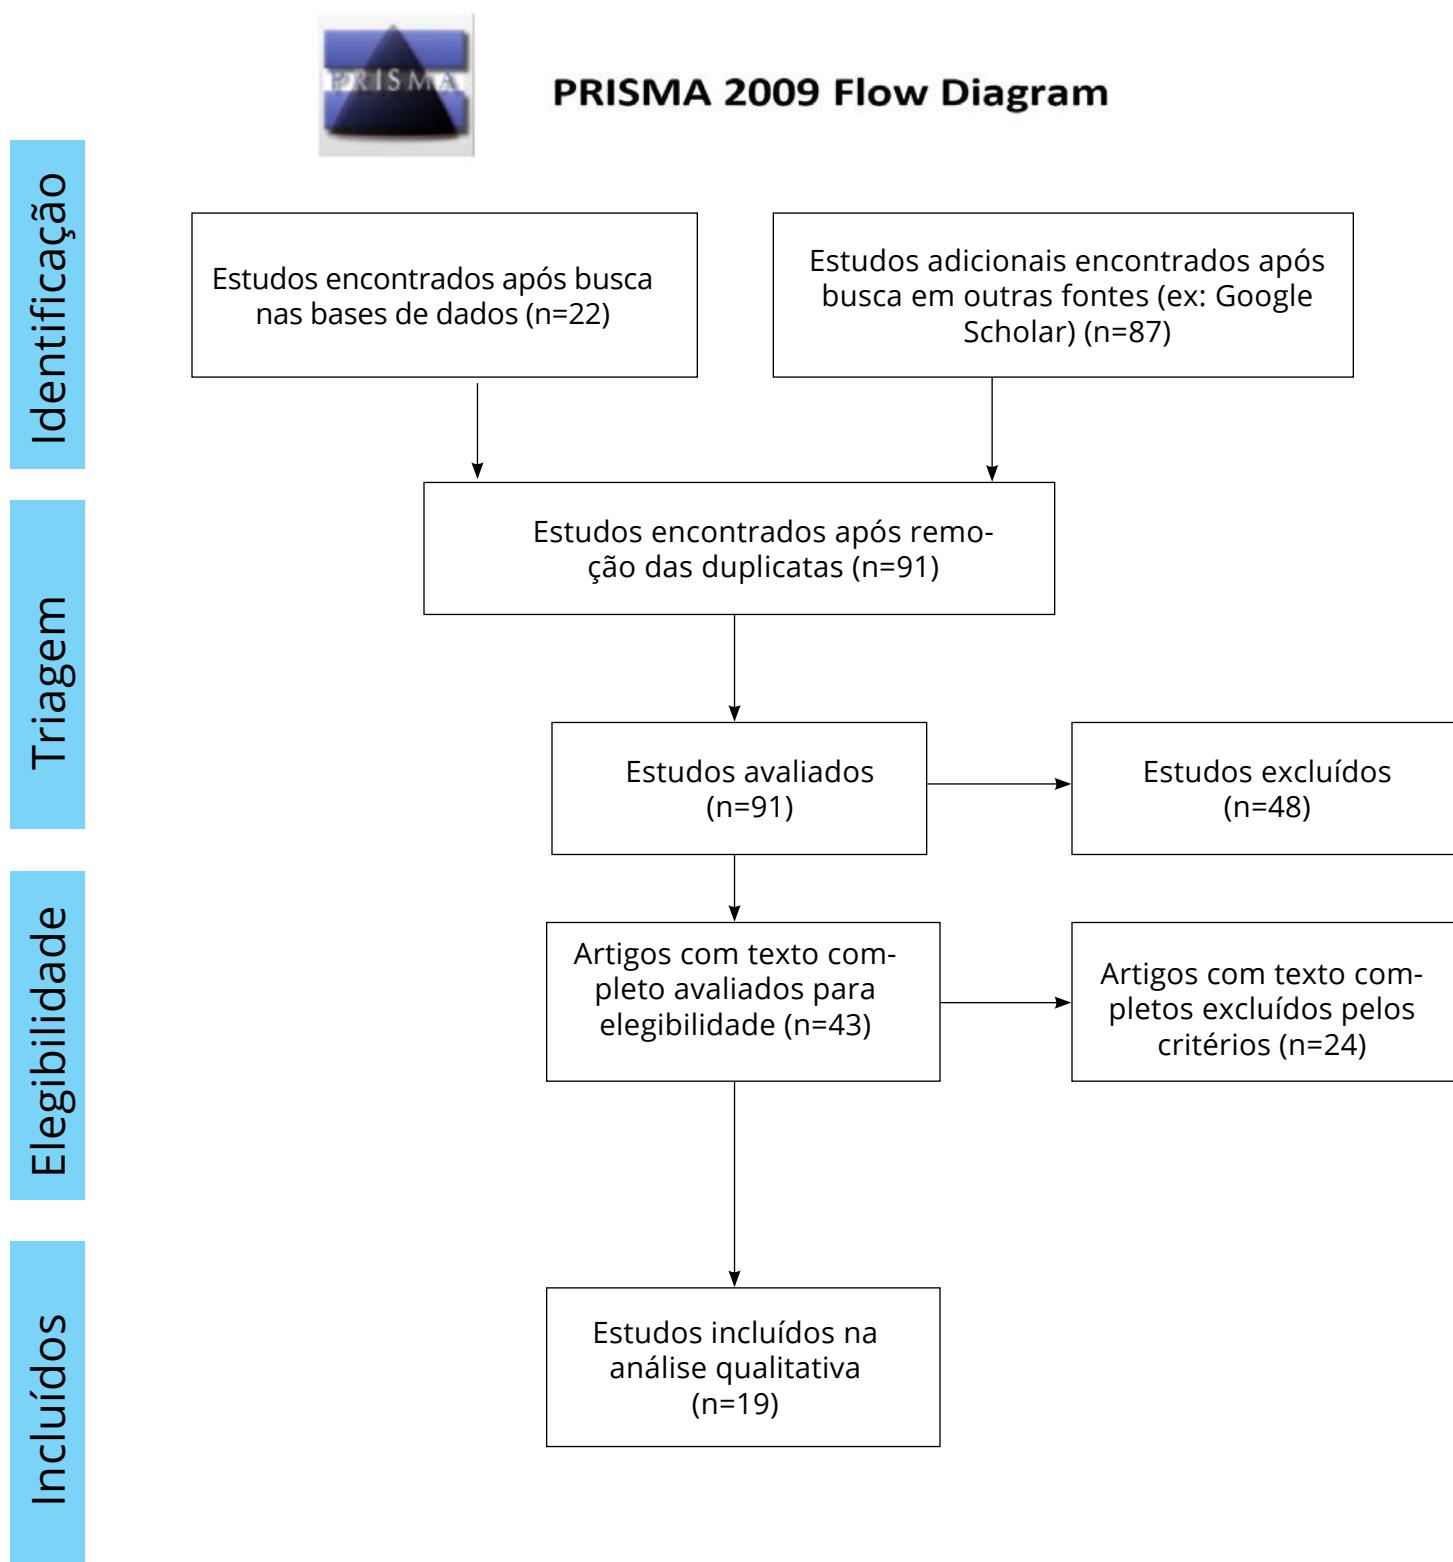 PRISMA
PRISMA 2009 Flow Diagram
Identificação
Estudos encontrados após busca
nas bases de dados (n=22)
Estudos adicionais encontrados após
busca em outras fontes (ex: Google
Scholar) (n=87)
Triagem
Estudos encontrados após remo-
ção das duplicatas (n=91)
Estudos avaliados
(n=91)
Estudos excluídos
(n=48)
Elegibilidade
Artigos com texto com-
pleto avaliados para
elegibilidade (n=43)
Artigos com texto com-
pletos excluídos pelos
critérios (n=24)
Incluídos
Estudos incluídos na
análise qualitativa
(n=19)